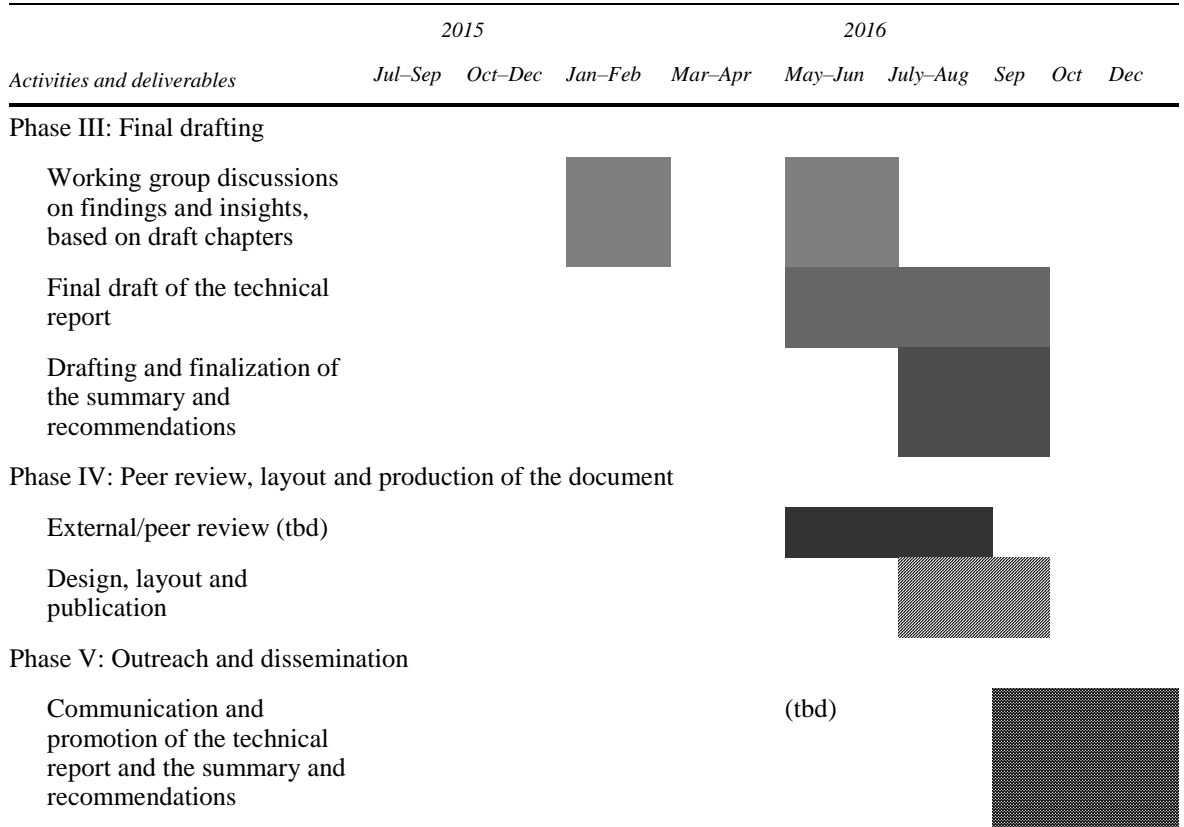 2015 2016
Activities and deliverables Jul–Sep Oct–Dec Jan–Feb Mar–Apr May–Jun July–Aug Sep Oct Dec
Phase III: Final drafting
Working group discussions
on findings and insights,
based on draft chapters
Final draft of the technical
report
Drafting and finalization of
the summary and
recommendations
Phase IV: Peer review, layout and production of the document
External/peer review (tbd)
Design, layout and
publication
Phase V: Outreach and dissemination
Communication and (tbd)
promotion of the technical
report and the summary and
recommendations